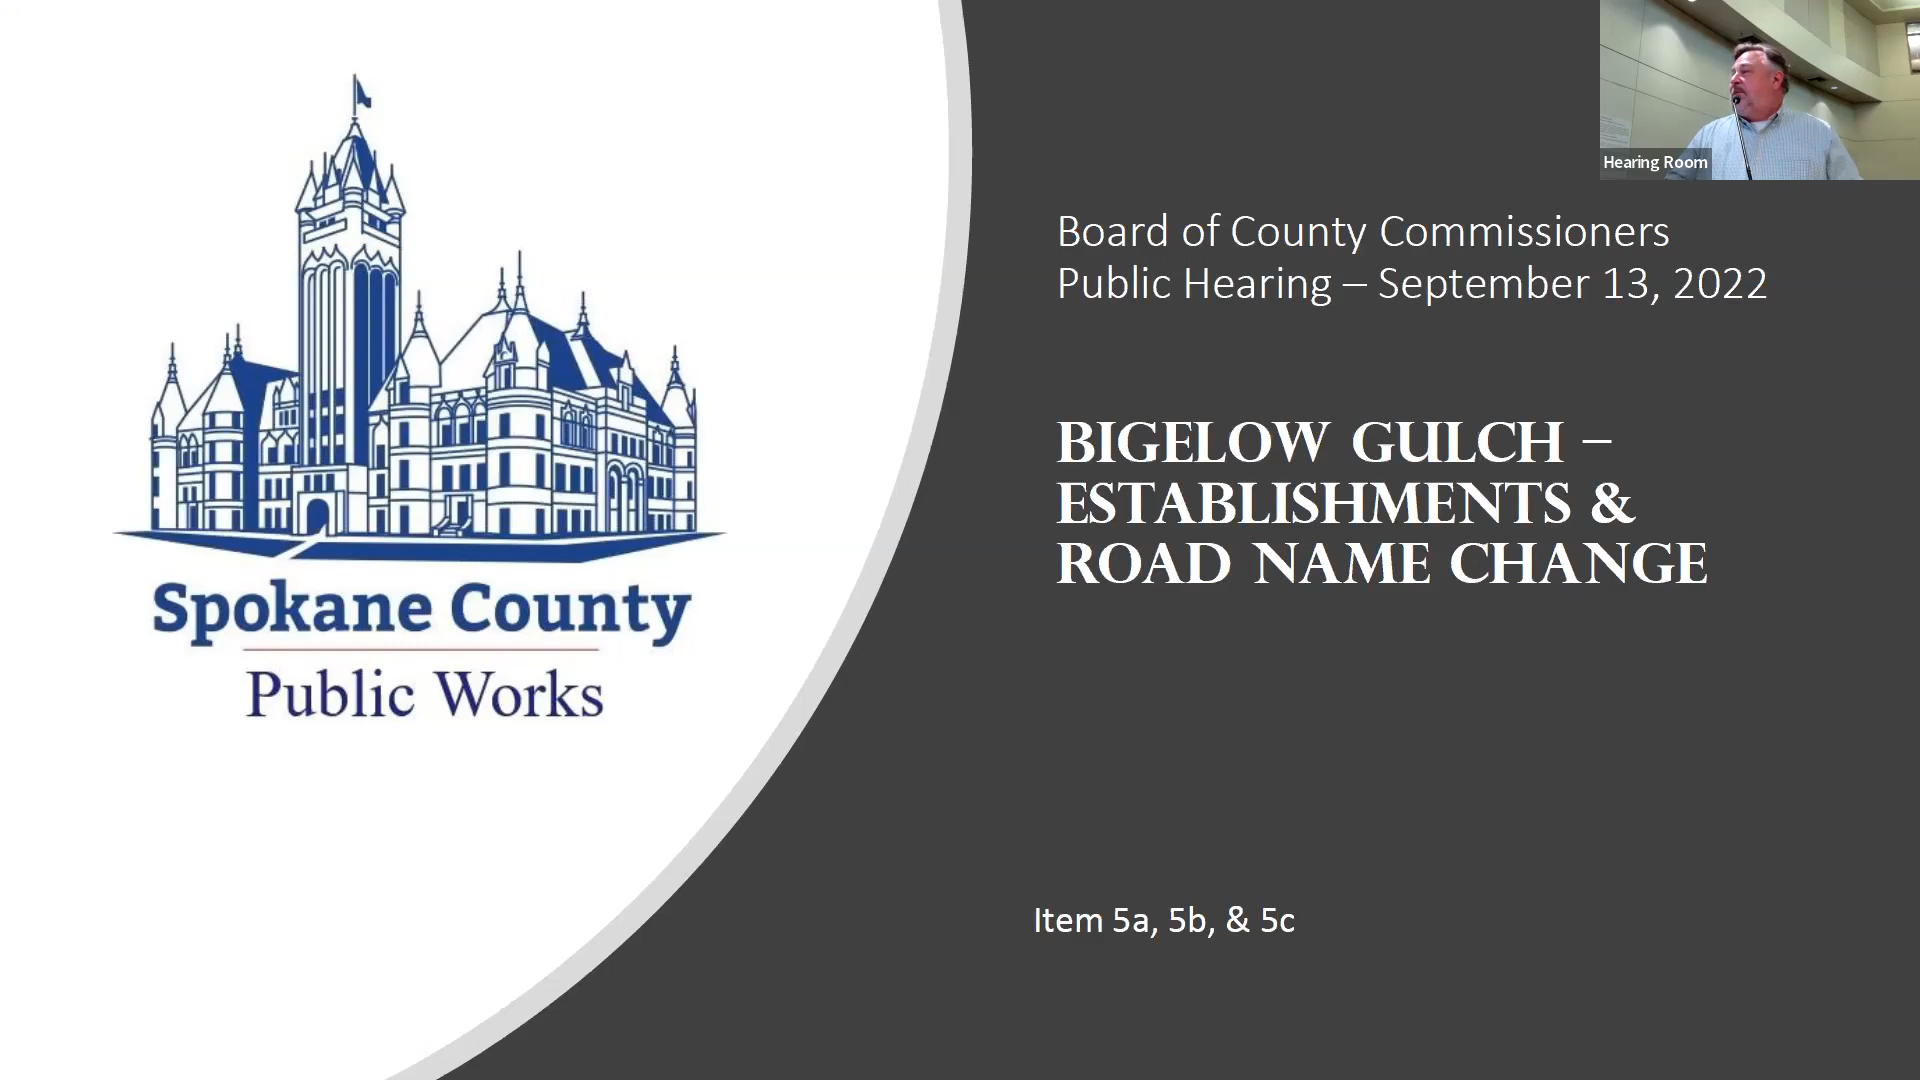 Spokane County
Public Works
Hearing Room
Board of County Commissioners
Public Hearing – September 13, 2022
BIGELOW GULCH –
ESTABLISHMENTS &
ROAD NAME CHANGE
Item 5a, 5b, & 5c